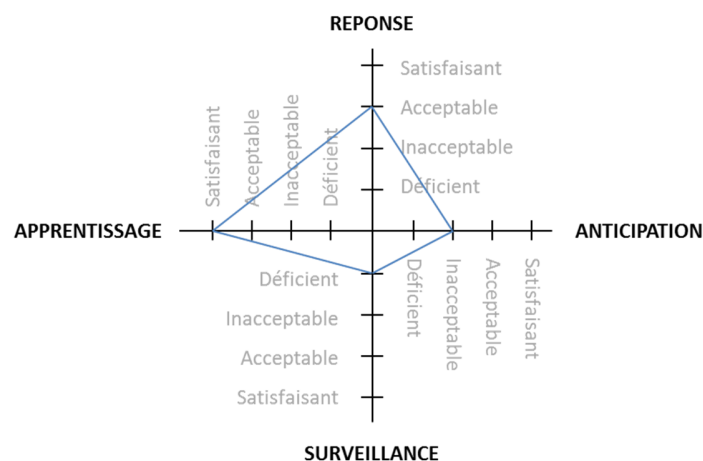 REPONSE
Satisfaisant
Acceptable
Inacceptable
Déficient
Satisfaisant
Acceptable
Inacceptable
Déficient
APPRENTISSAGE
ANTICIPATION
Déficient
Inacceptable
Acceptable
Satisfaisant
Déficient
Inacceptable
Acceptable
Satisfaisant
SURVEILLANCE